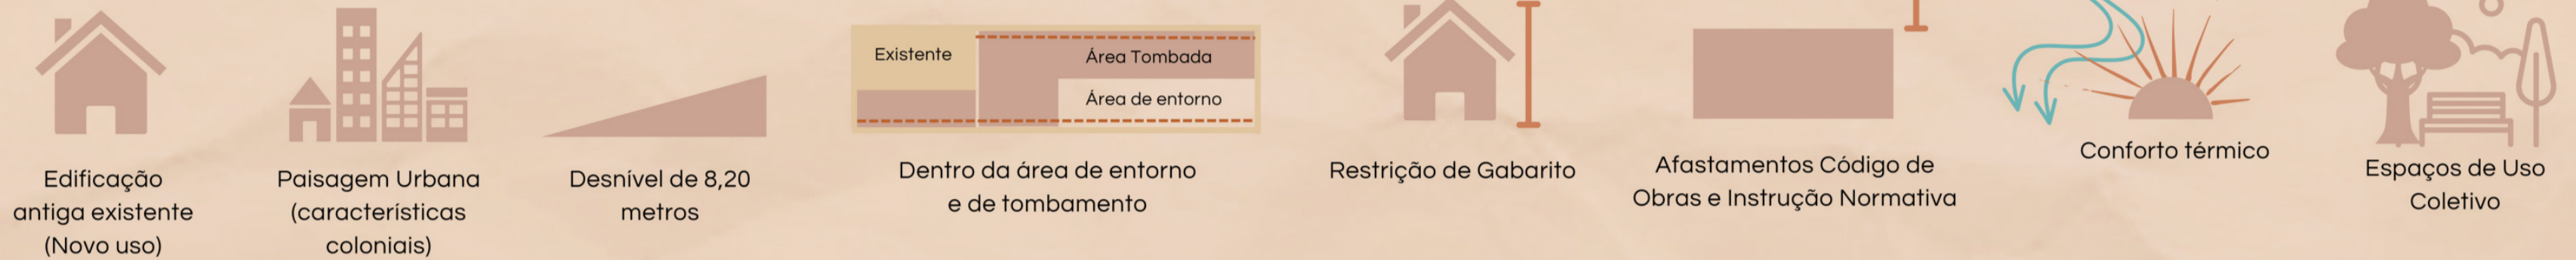 Edificação
antiga existente
(Novo uso)
Paisagem Urbana
(características
coloniais)
Desnível de 8,20
metros
Existente
Área Tombada
Área de entorno
Dentro da área de entorno
e de tombamento
Restrição de Gabarito
Afastamentos Código de
Obras e Instrução Normativa
Conforto térmico
Espaços de Uso
Coletivo